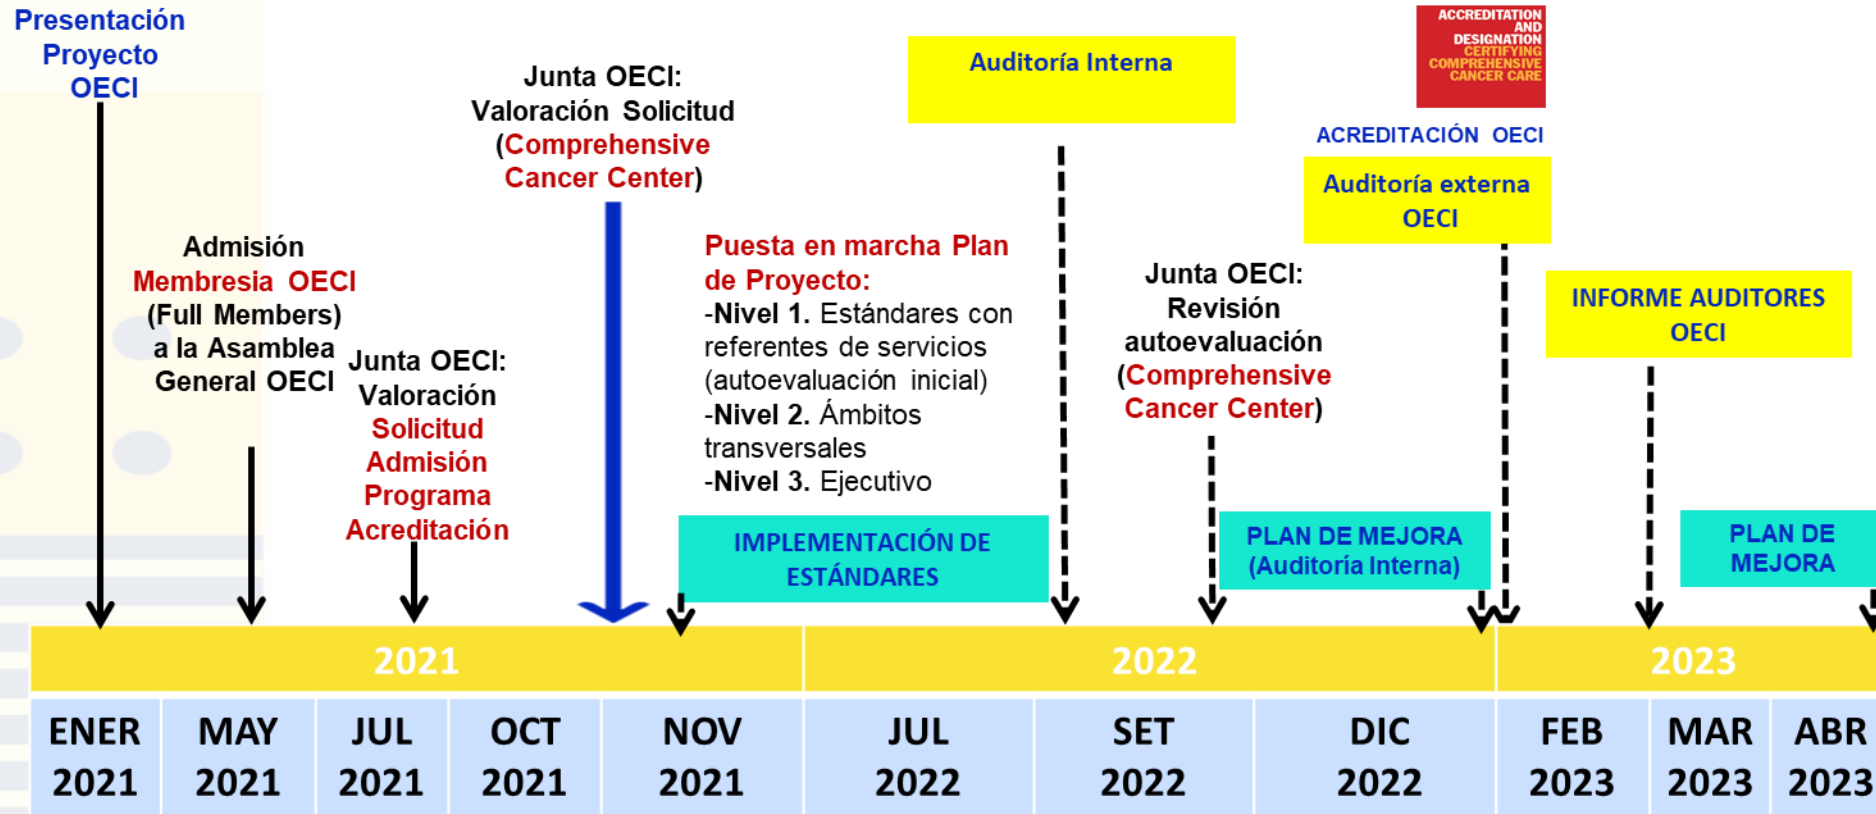 Presentación
Proyecto
OECI
Admisión
Membresia OECI
(Full Members)
a la Asamblea
General OECI
Junta OECI:
Valoración
Solicitud
Admisión
Programa
Acreditación
Junta OECI:
Valoración Solicitud
(Comprehensive
Cancer Center)
Puesta en marcha Plan
de Proyecto:
-Nivel 1. Estándares con
referentes de servicios
(autoevaluación inicial)
-Nivel 2. Ámbitos
transversales
-Nivel 3. Ejecutivo
IMPLEMENTACIÓN DE
ESTÁNDARES
Auditoría Interna
Junta OECI:
Revisión
autoevaluación
(Comprehensive
Cancer Center)
PLAN DE MEJORA
(Auditoría Interna)
ACCREDITATION
AND
DESIGNATION
CERTIFYING
COMPREHENSIVE
CANCER CARE
ACREDITACIÓN OECI
Auditoría externa
OECI
INFORME AUDITORES
OECI
PLAN DE
MEJORA
2021
2022
2023
ENER
2021
MAY
2021
JUL
2021
OCT
2021
NOV
2021
JUL
2022
SET
2022
DIC
2022
FEB
2023
MAR
2023
ABR
2023